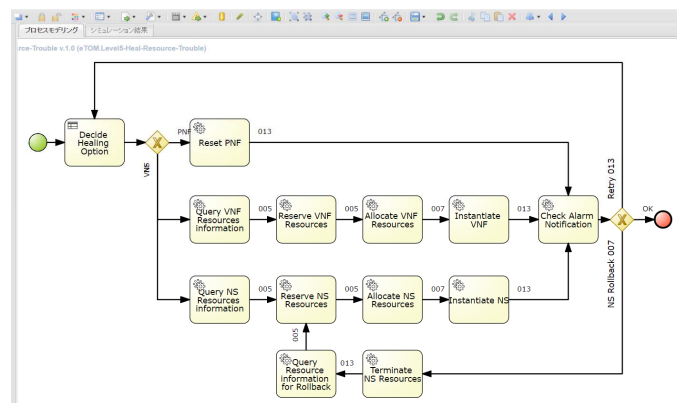 プロセスモデリング シミュレーション結果
rce-Trouble v.1.0 (eTOM.Level5-Heal-Resource-Trouble)
Decide
Healing
Option
PNF
VNS
Reset PNF
013
Query VNF
Resources
information
005
Reserve VNF
Resources
005
Allocate VNF
Resources
007
Instantiate
VNF
013
Check Alarm
Notification
Retry 013
OK
NS Rollback 007
Query NS
Resources
information
005
Reserve NS
Resources
005
Allocate NS
Resources
007
Instantiate NS
013
005
Query
Resource
information
for Rollback
013
Terminate
NS Resources